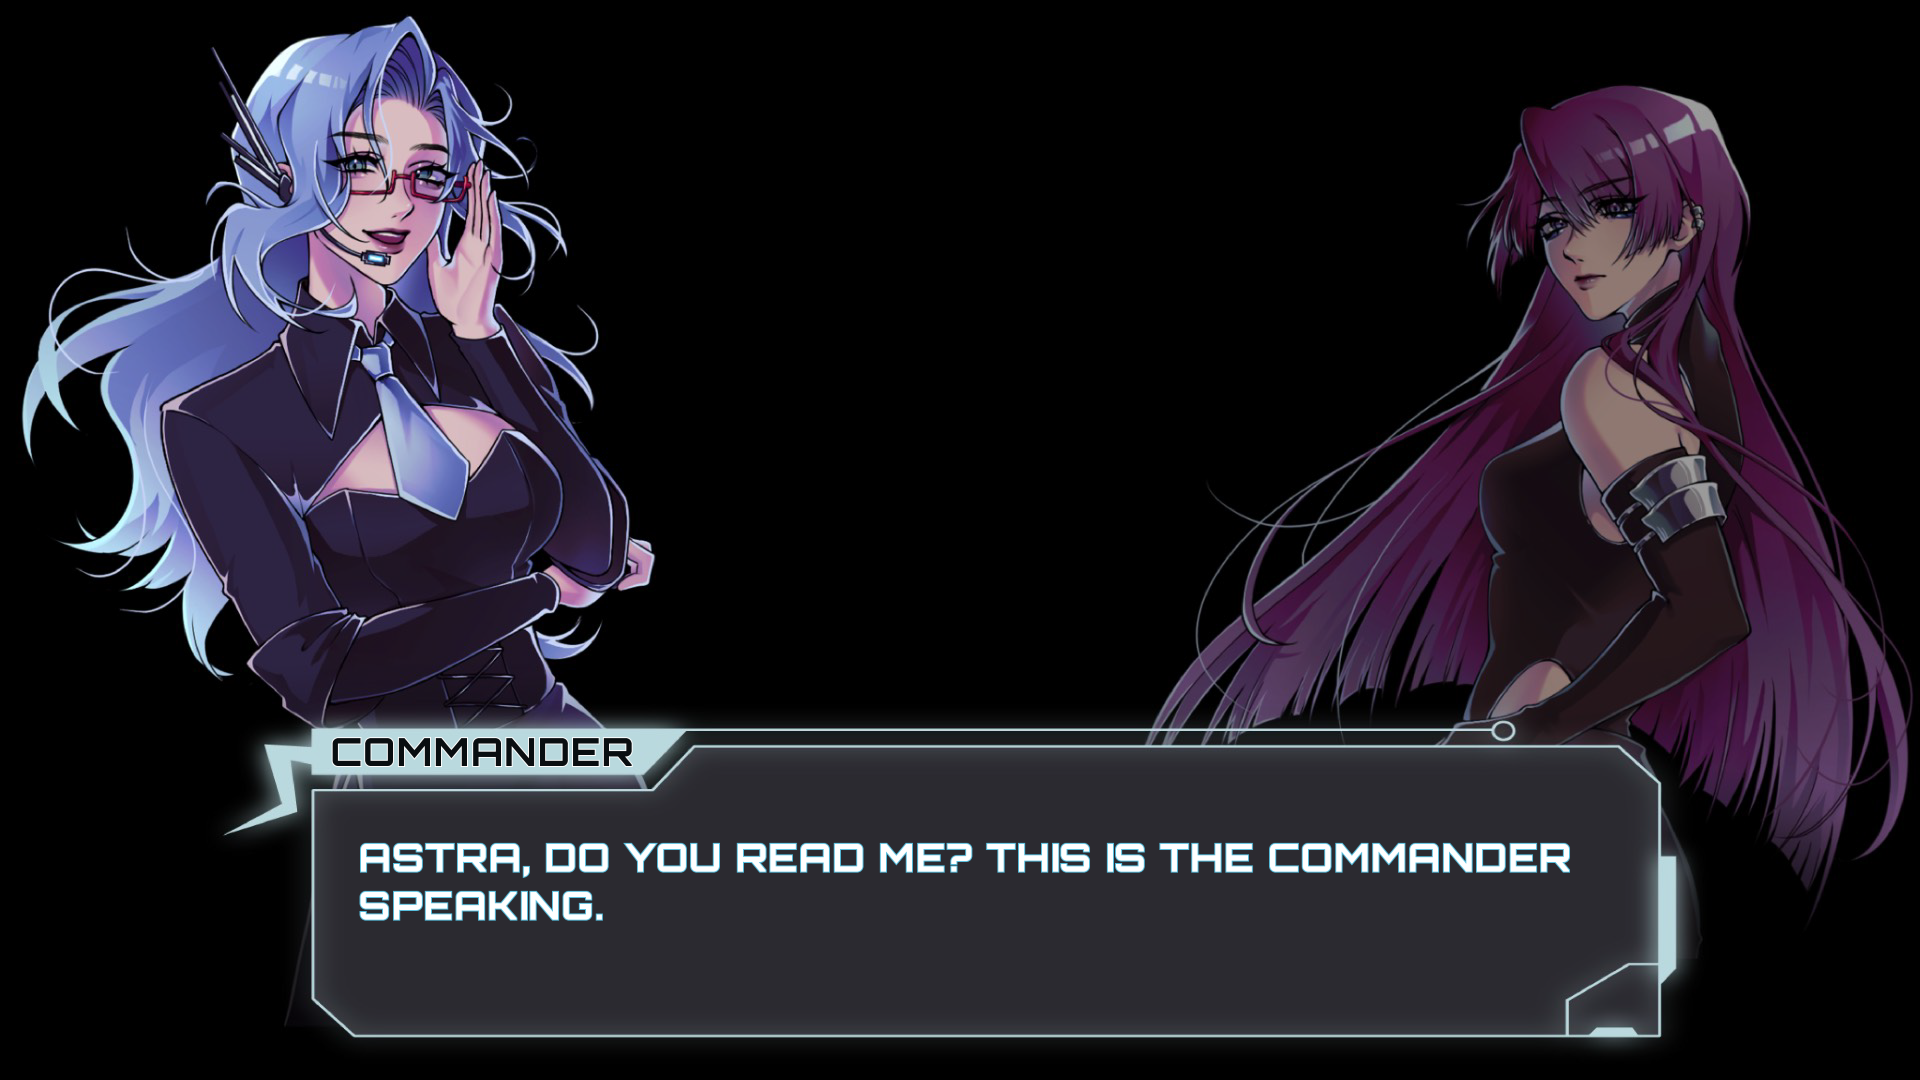 COMMANDER
ASTRA, DO YOU READ ME? THIS IS THE COMMANDER
SPEAKING.